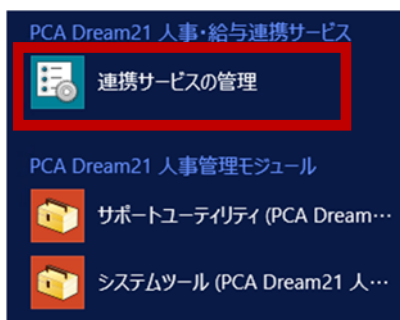 PCA Dream21 人事・給与連携サービス
連携サービスの管理
PCA Dream21 人事管理モジュール
サポートユーティリティ (PCA Dream…
システムツール (PCA Dream21 人…